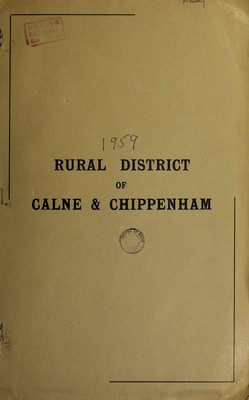 1959
RURAL DISTRICT
OF
CALNE & CHIPPENHAM